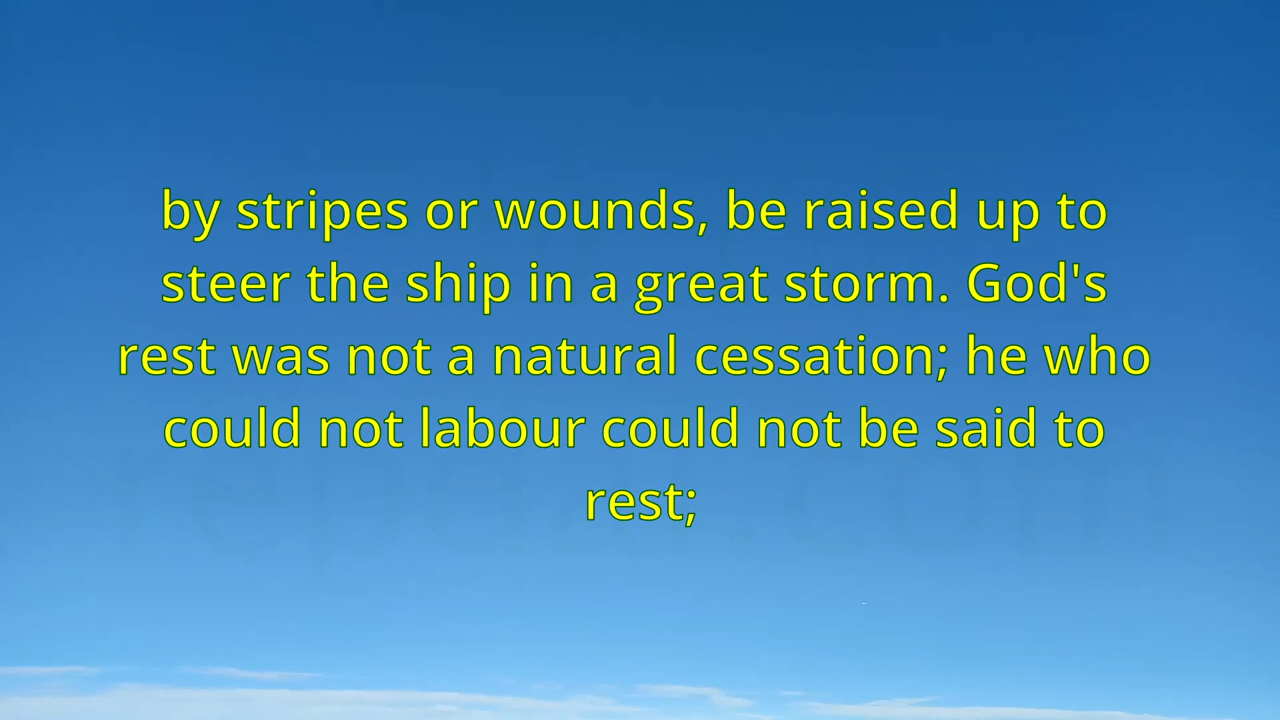 by stripes or wounds, be raised up to
steer the ship in a great storm. God's
rest was not a natural cessation; he who
could not labour could not be said to
rest;